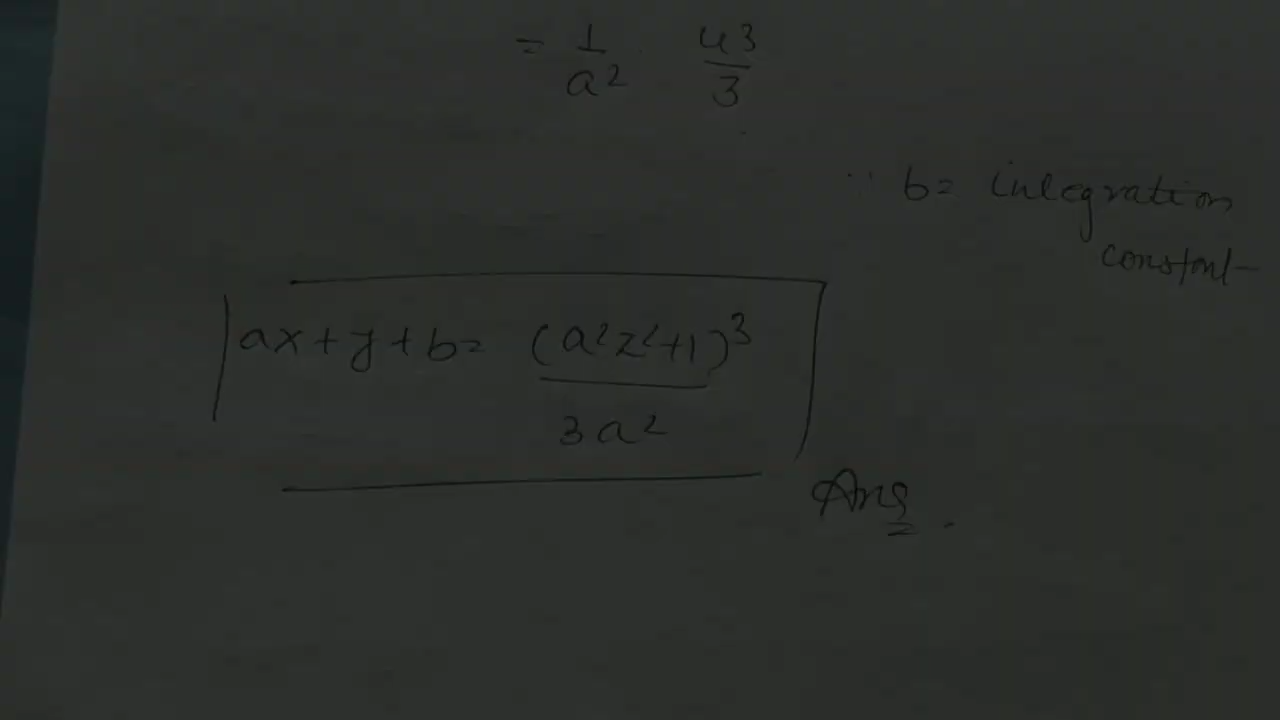 = 1/a² u³/3
∵ b= integration
constant
ax+y+b= (a²z²+1)³/3a²
Ans.